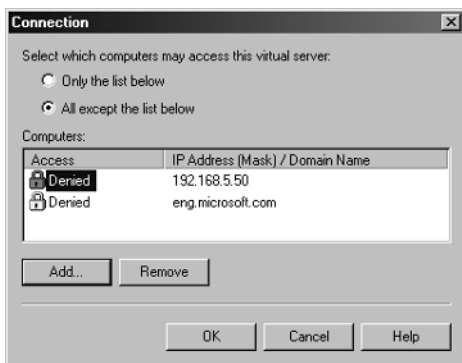 Connection
Select which computers may access this virtual server:
Only the list below
All except the list below
Computers:
Access IP Address (Mask) / Domain Name
Denied 192.168.5.50
Denied eng.microsoft.com
Add... Remove
OK Cancel Help